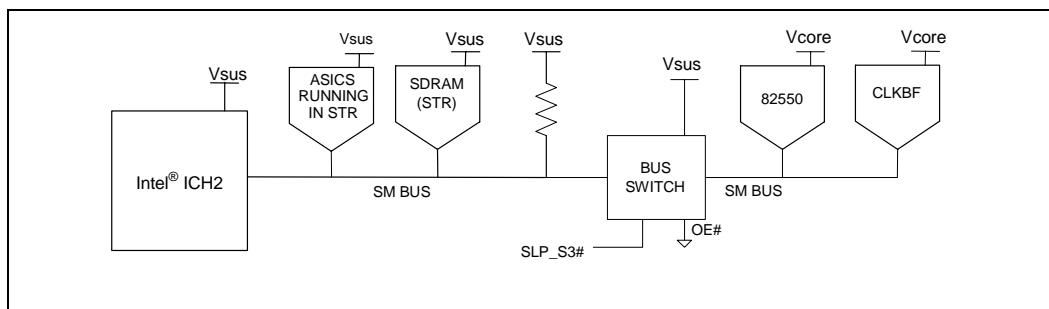 Vsus
Vsus
Vsus
Vsus
Vsus
Vcore
Vcore
ASICS
RUNNING
IN STR
SDRAM
(STR)
82550
CLKBF
Intel® ICH2
SM BUS
BUS
SWITCH
SM BUS
OE#
SLP_S3#